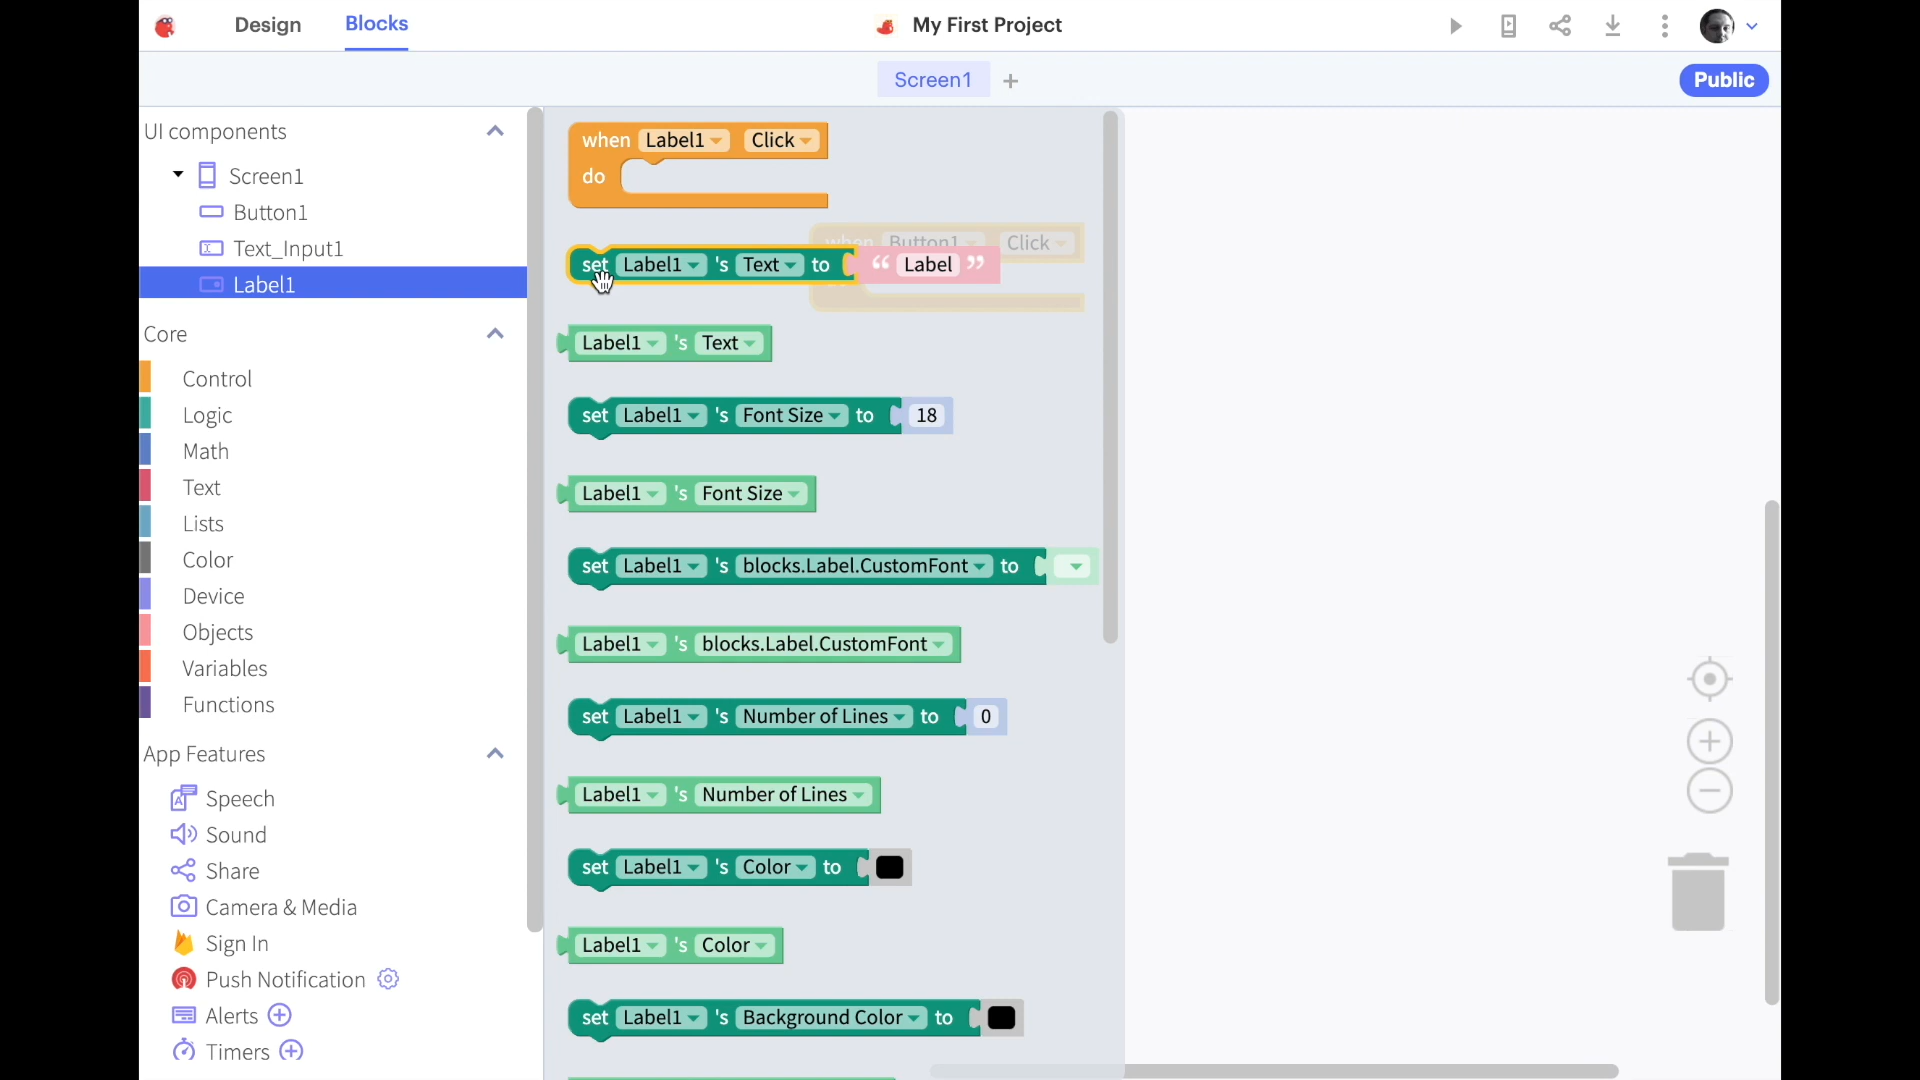 Design
Blocks
My First Project
Screen1
Public
UI components
Screen1
Button1
Text_Input1
Label1
Core
Control
Logic
Math
Text
Lists
Color
Device
Objects
Variables
Functions
App Features
Speech
Sound
Share
Camera & Media
Sign In
Push Notification
Alerts
Timers
when Label1 Click
do
when Button1 Click
set Label1 's Text to “ Label ”
Label1 's Text
set Label1 's Font Size to 18
Label1 's Font Size
set Label1 's blocks.Label.CustomFont to
Label1 's blocks.Label.CustomFont
set Label1 's Number of Lines to 0
Label1 's Number of Lines
set Label1 's Color to
Label1 's Color
set Label1 's Background Color to